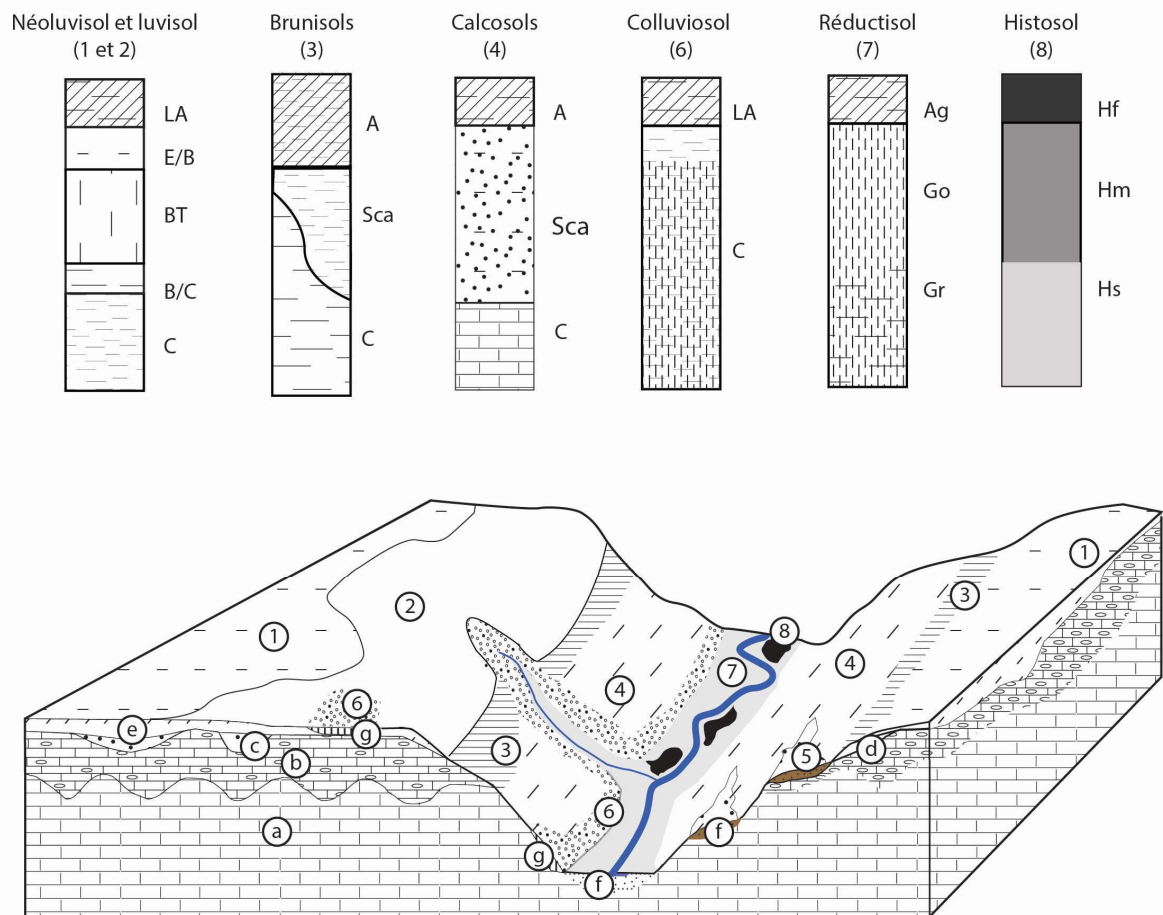 Néoluvisol et luvisol
(1 et 2)
Brunisols
(3)
Calcosols
(4)
Colluviosol
(6)
Réductisol
(7)
Histosol
(8)
LA
E/B
BT
B/C
C
A
Sca
C
A
Sca
C
LA
C
Ag
Go
Gr
Hf
Hm
Hs
1
3
2
1
8
7
4
4
6
g
e
c
b
3
5
d
6
f
a
g
f